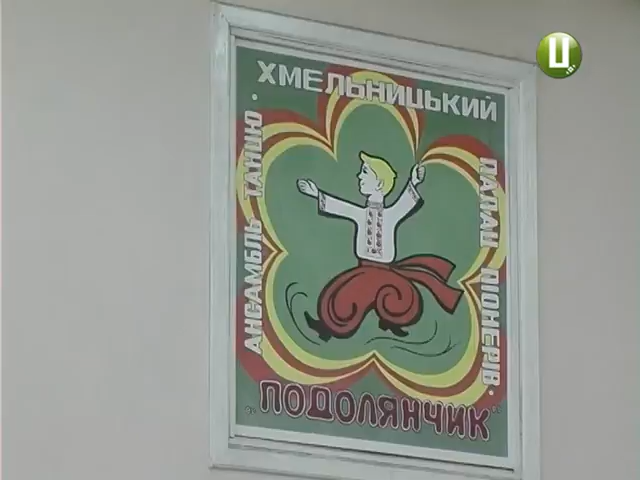 Ц
ХМЕЛЬНИЦЬКИЙ
АНСАМБЛЬ ТАНЦЮ.
ПАЛАЦ ПІОНЕРІВ.
"ПОДОЛЯНЧИК"